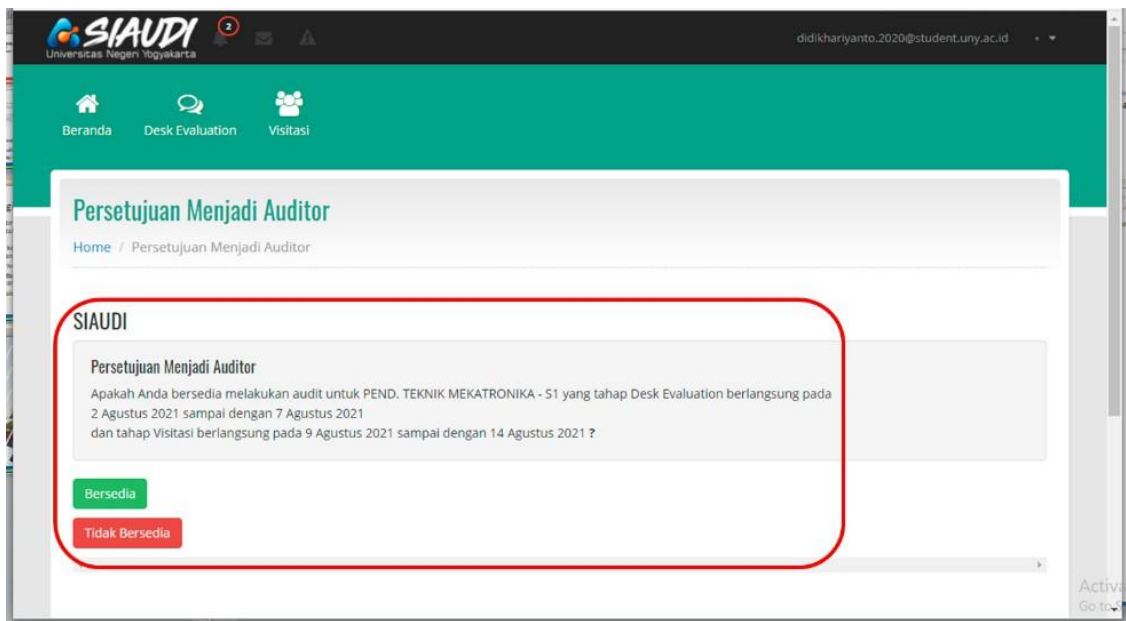 SIAUDI
Universitas Negeri Yogyakarta
2
didikhariyanto.2020@student.uny.ac.id
Beranda
Desk Evaluation
Visitasi
Persetujuan Menjadi Auditor
Home / Persetujuan Menjadi Auditor
SIAUDI
Persetujuan Menjadi Auditor
Apakah Anda bersedia melakukan audit untuk PEND. TEKNIK MEKATRONIKA - S1 yang tahap Desk Evaluation berlangsung pada
2 Agustus 2021 sampai dengan 7 Agustus 2021
dan tahap Visitasi berlangsung pada 9 Agustus 2021 sampai dengan 14 Agustus 2021 ?
Bersedia
Tidak Bersedia
Activa
Go to S